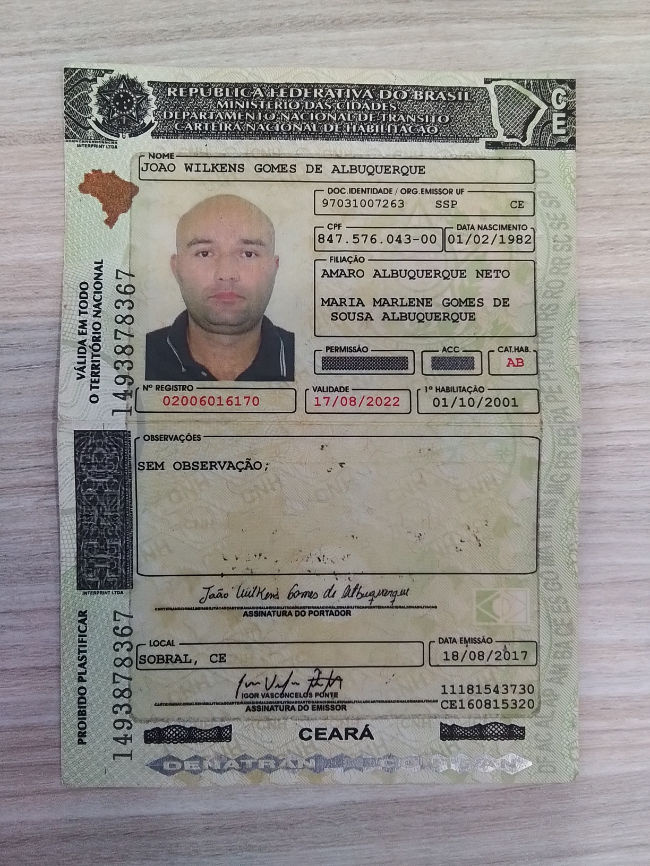 REPÚBLICA FEDERATIVA DO BRASIL
MINISTÉRIO DAS CIDADES
DEPARTAMENTO NACIONAL DE TRÂNSITO
CARTEIRA NACIONAL DE HABILITAÇÃO
CE
INTERPRINT LTDA
NOME
JOAO WILKENS GOMES DE ALBUQUERQUE
DOC. IDENTIDADE / ORG. EMISSOR UF
97031007263 SSP CE
CPF
847.576.043-00
DATA NASCIMENTO
01/02/1982
FILIAÇÃO
AMARO ALBUQUERQUE NETO
MARIA MARLENE GOMES DE
SOUSA ALBUQUERQUE
PERMISSÃO
ACC
CAT. HAB.
AB
Nº REGISTRO
02006016170
VALIDADE
17/08/2022
1ª HABILITAÇÃO
01/10/2001
VÁLIDA EM TODO
O TERRITÓRIO NACIONAL
1493878367
OBSERVAÇÕES
SEM OBSERVAÇÃO;
INTERPRINT LTDA
João Wilkens Gomes de Albuquerque
ASSINATURA DO PORTADOR
LOCAL
SOBRAL, CE
DATA EMISSÃO
18/08/2017
IGOR VASCONCELOS PONTE
ASSINATURA DO EMISSOR
11181543730
CE160815320
PROIBIDO PLASTIFICAR
1493878367
CEARÁ
DENATRAN